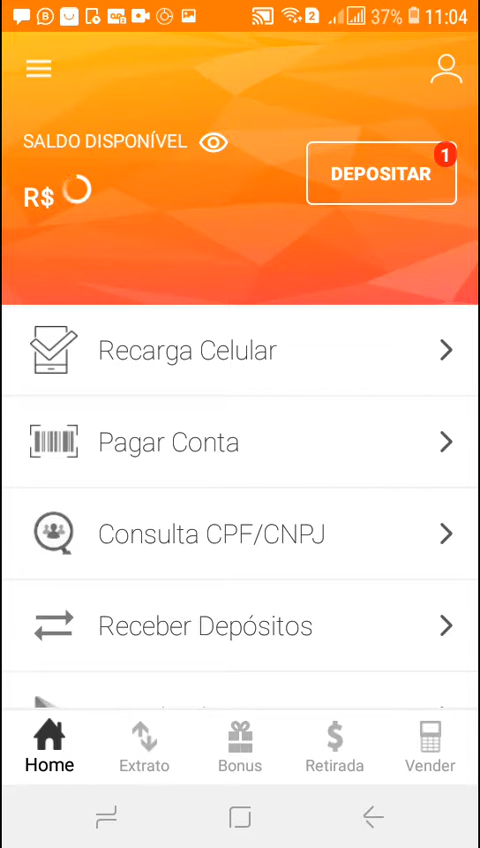 37% 11:04
SALDO DISPONÍVEL
R$
DEPOSITAR
1
Recarga Celular
Pagar Conta
Consulta CPF/CNPJ
Receber Depósitos
Home
Extrato
Bonus
Retirada
Vender